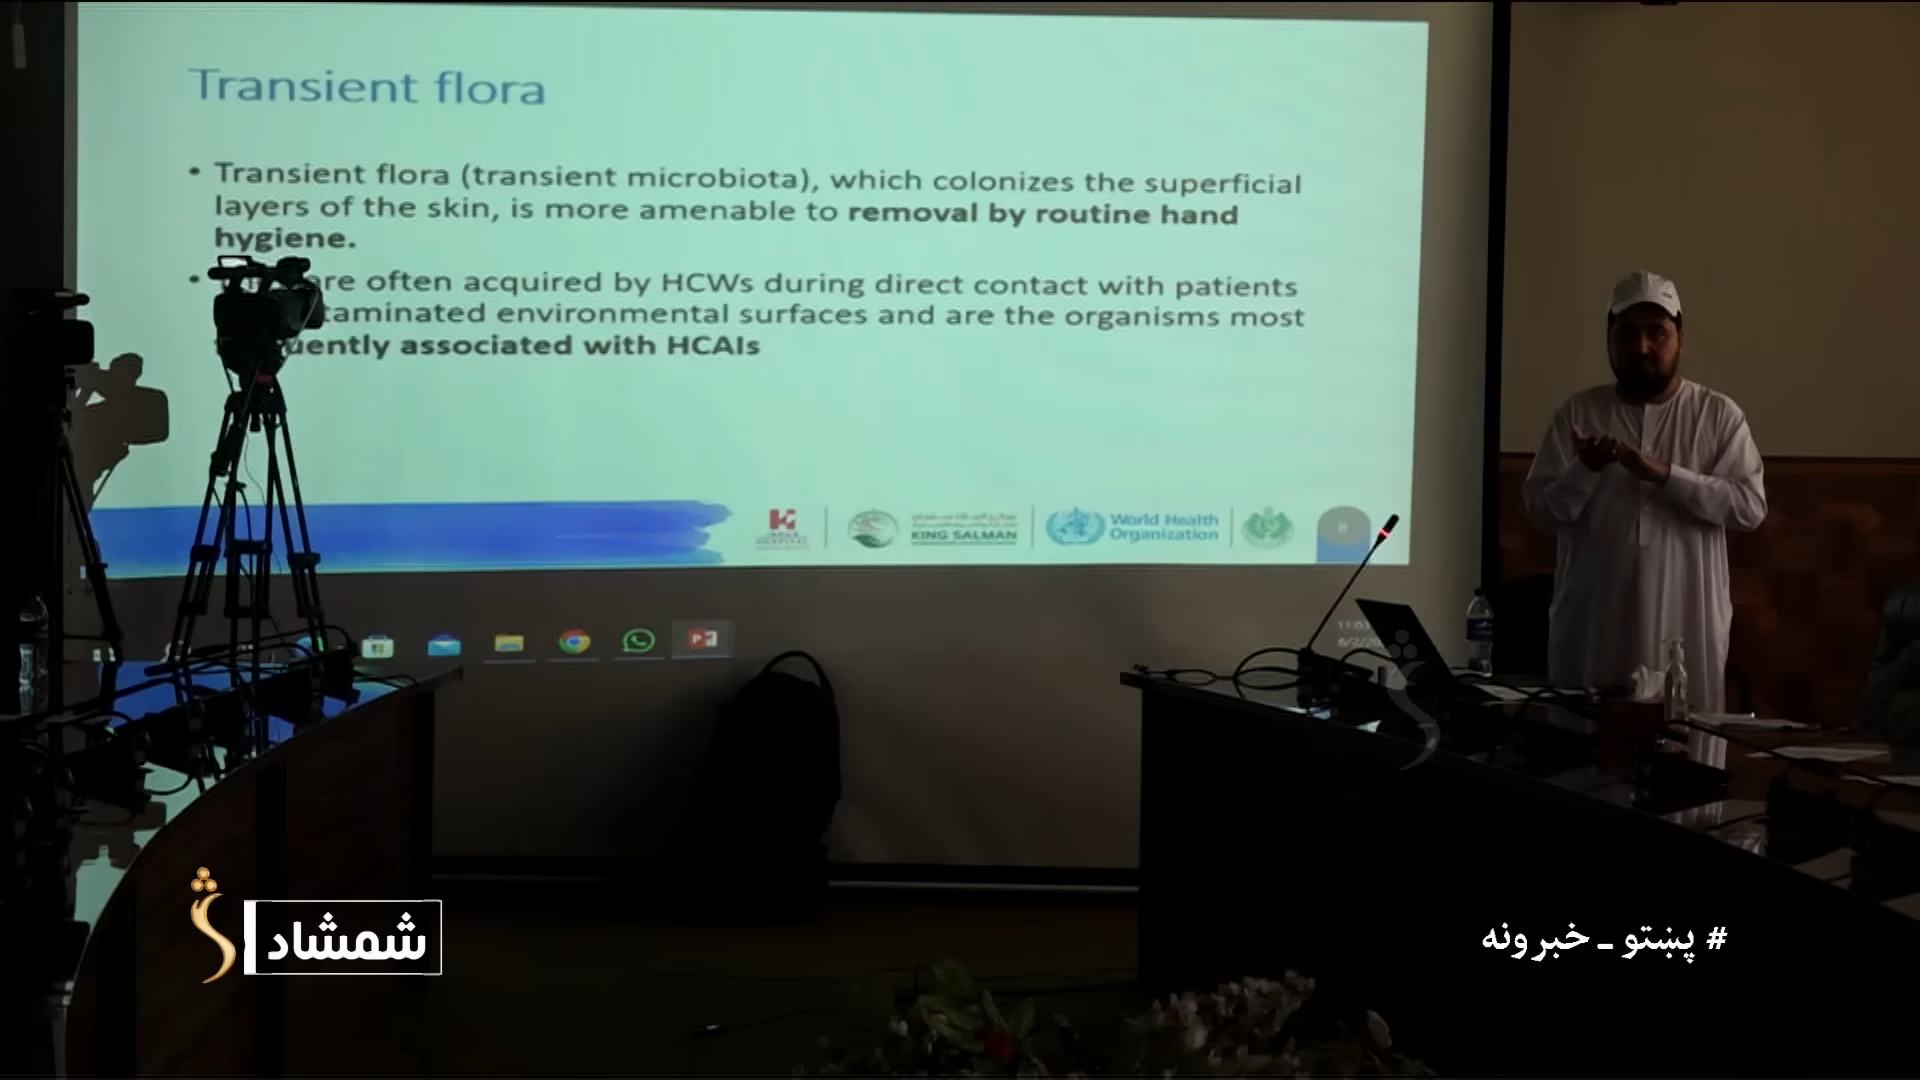 Transient flora
• Transient flora (transient microbiota), which colonizes the superficial
layers of the skin, is more amenable to removal by routine hand
hygiene.
• are often acquired by HCWs during direct contact with patients
environmental surfaces and are the organisms most
associated with HCAIs
KING SALMAN
World Health
Organization
شمشاد
# پښتو ـ خبرونه